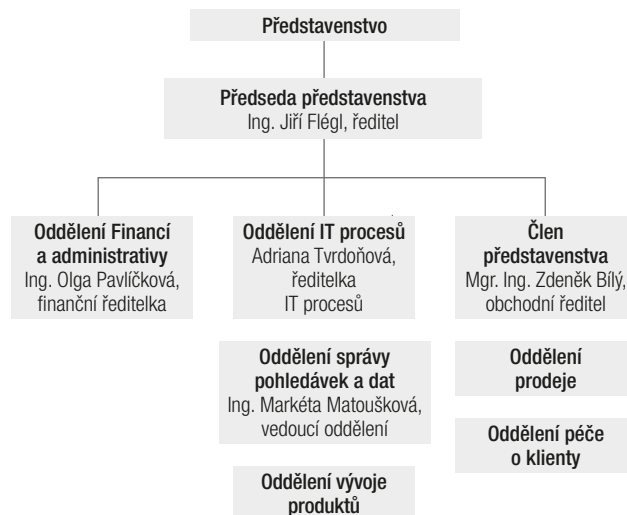 Představenstvo
Předseda představenstva
Ing. Jiří Flégl, ředitel
Oddělení Financí
a administrativy
Ing. Olga Pavlíčková,
finanční ředitelka
Oddělení IT procesů
Adriana Tvrdoňová,
ředitelka
IT procesů
Oddělení správy
pohledávek a dat
Ing. Markéta Matoušková,
vedoucí oddělení
Oddělení vývoje
produktů
Člen
představenstva
Mgr. Ing. Zdeněk Bílý,
obchodní ředitel
Oddělení
prodeje
Oddělení péče
o klienty